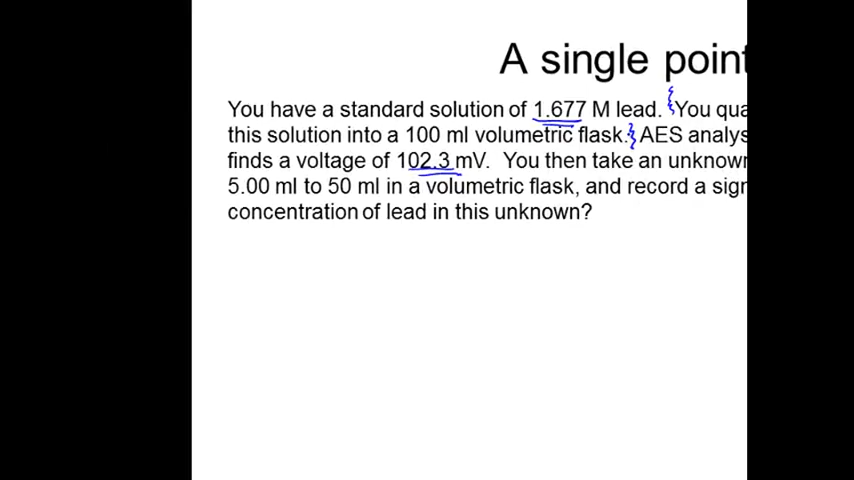 A single point
You have a standard solution of 1.677 M lead. You qua
this solution into a 100 ml volumetric flask. AES analys
finds a voltage of 102.3 mV. You then take an unknow
5.00 ml to 50 ml in a volumetric flask, and record a sig
concentration of lead in this unknown?